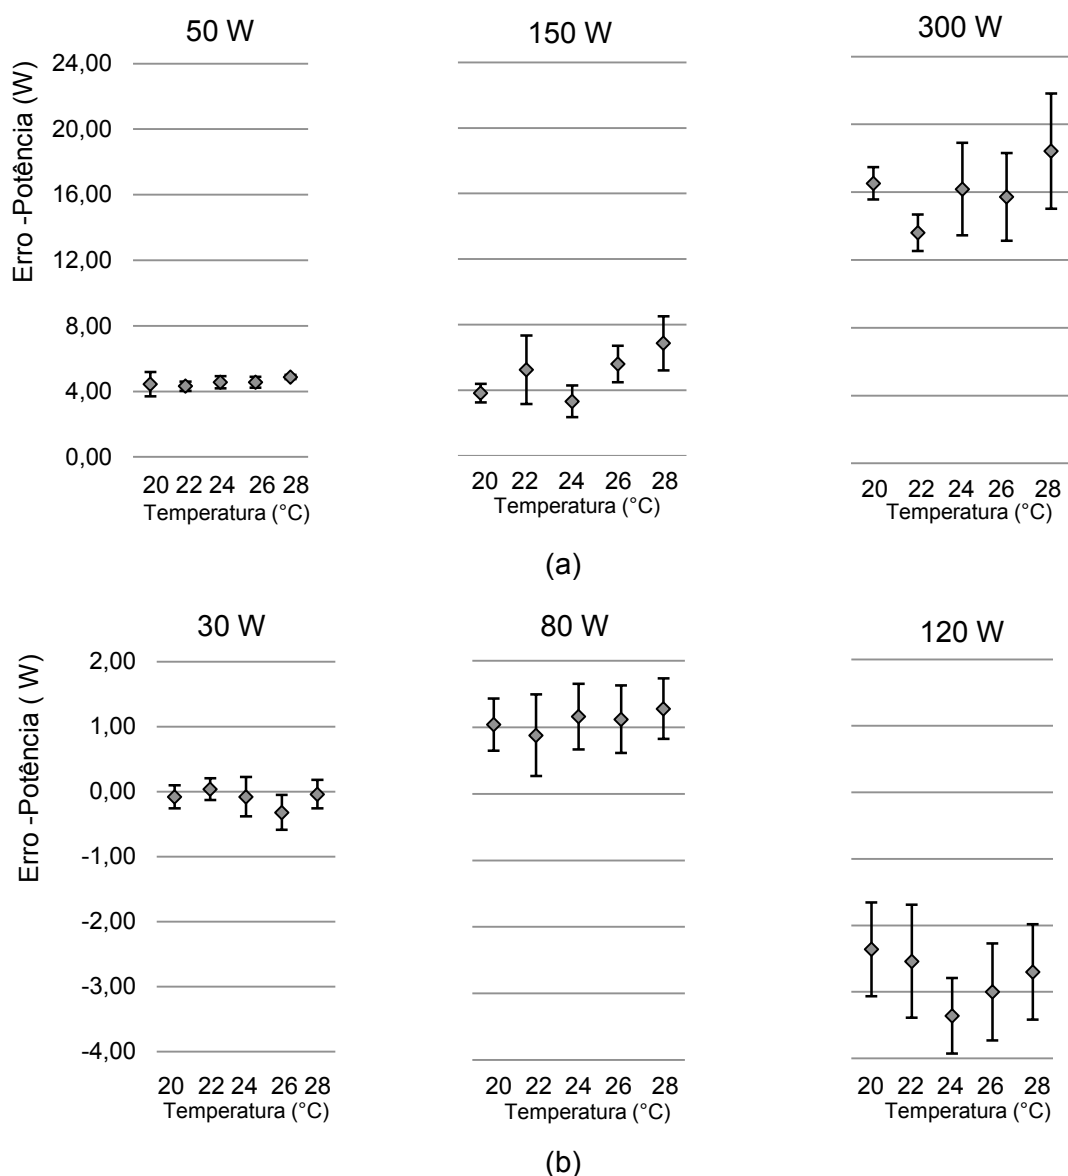 50 W
150 W
300 W
Erro -Potência (W)
24,00
20,00
16,00
12,00
8,00
4,00
0,00
20 22 24 26 28
20 22 24 26 28
20 22 24 26 28
Temperatura (°C)
Temperatura (°C)
Temperatura (°C)
(a)
30 W
80 W
120 W
Erro -Potência ( W)
2,00
1,00
0,00
-1,00
-2,00
-3,00
-4,00
20 22 24 26 28
20 22 24 26 28
20 22 24 26 28
Temperatura (°C)
Temperatura (°C)
Temperatura (°C)
(b)